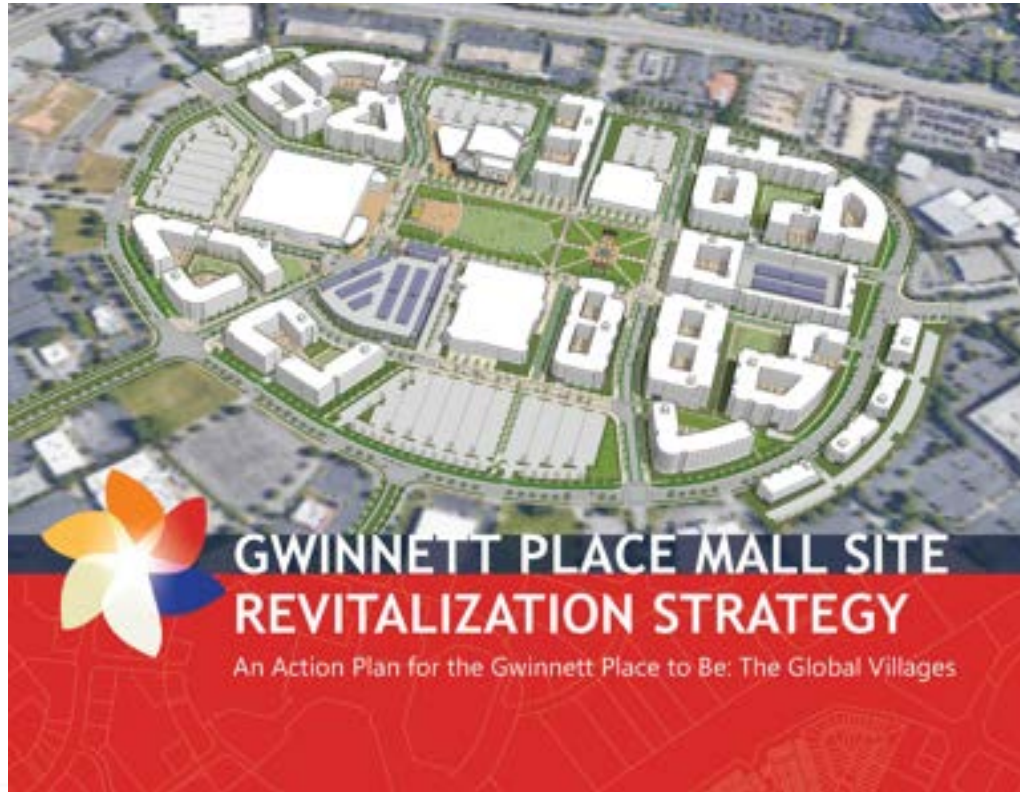 GWINNETT PLACE MALL SITE
REVITALIZATION STRATEGY
An Action Plan for the Gwinnett Place to Be: The Global Villages